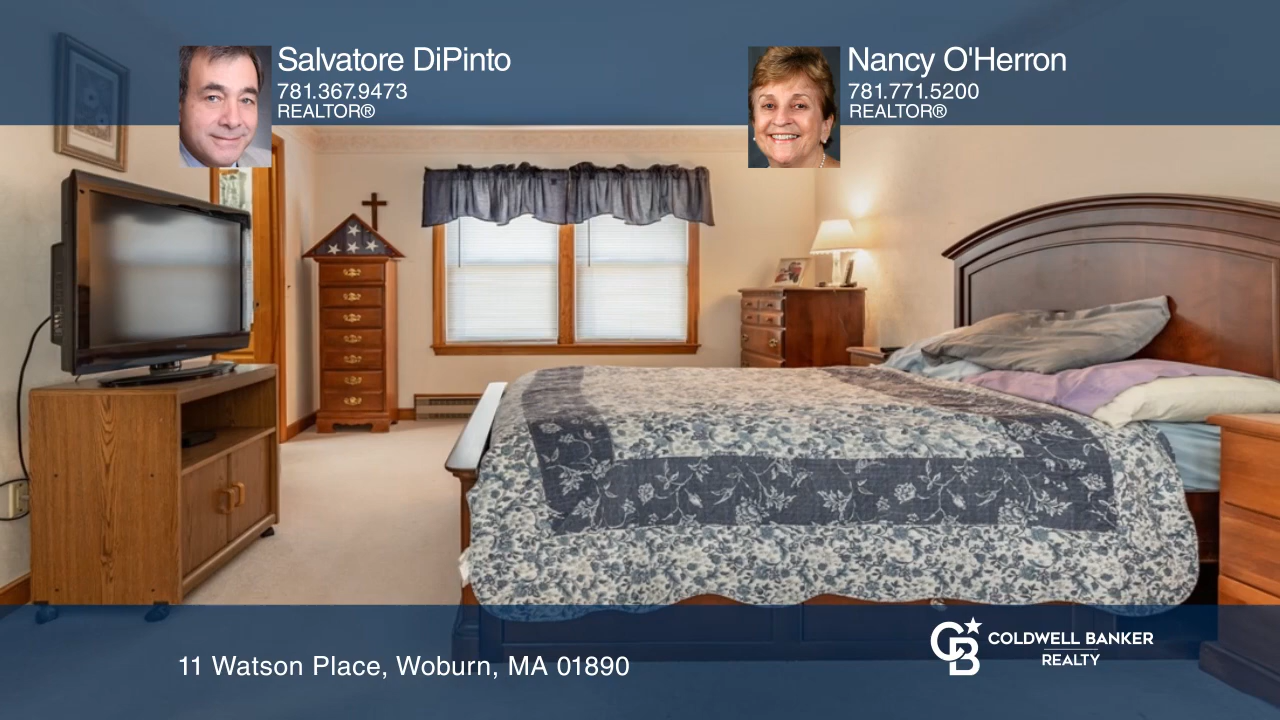 Salvatore DiPinto
781.367.9473
REALTOR®
Nancy O'Herron
781.771.5200
REALTOR®
11 Watson Place, Woburn, MA 01890
CB
COLDWELL BANKER
REALTY